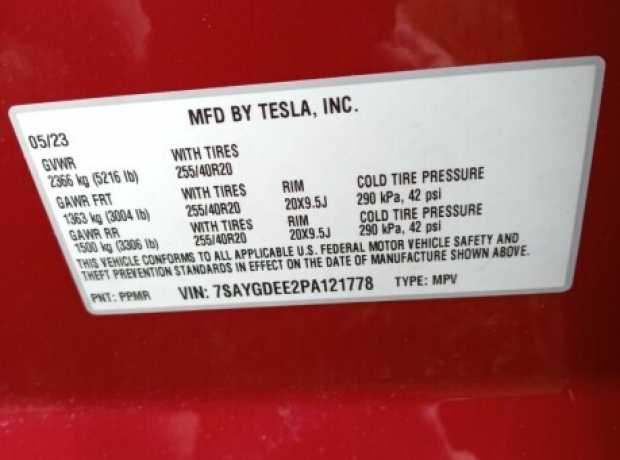 MFD BY TESLA, INC.
05/23
GVWR WITH TIRES
2366 kg (5216 lb) 255/40R20
GAWR FRT WITH TIRES RIM COLD TIRE PRESSURE
1363 kg (3004 lb) 255/40R20 20X9.5J 290 kPa, 42 psi
GAWR RR WITH TIRES RIM COLD TIRE PRESSURE
1500 kg (3306 lb) 255/40R20 20X9.5J 290 kPa, 42 psi
THIS VEHICLE CONFORMS TO ALL APPLICABLE U.S. FEDERAL MOTOR VEHICLE SAFETY AND
THEFT PREVENTION STANDARDS IN EFFECT ON THE DATE OF MANUFACTURE SHOWN ABOVE.
PNT: PPMR VIN: 7SAYGDEE2PA121778 TYPE: MPV